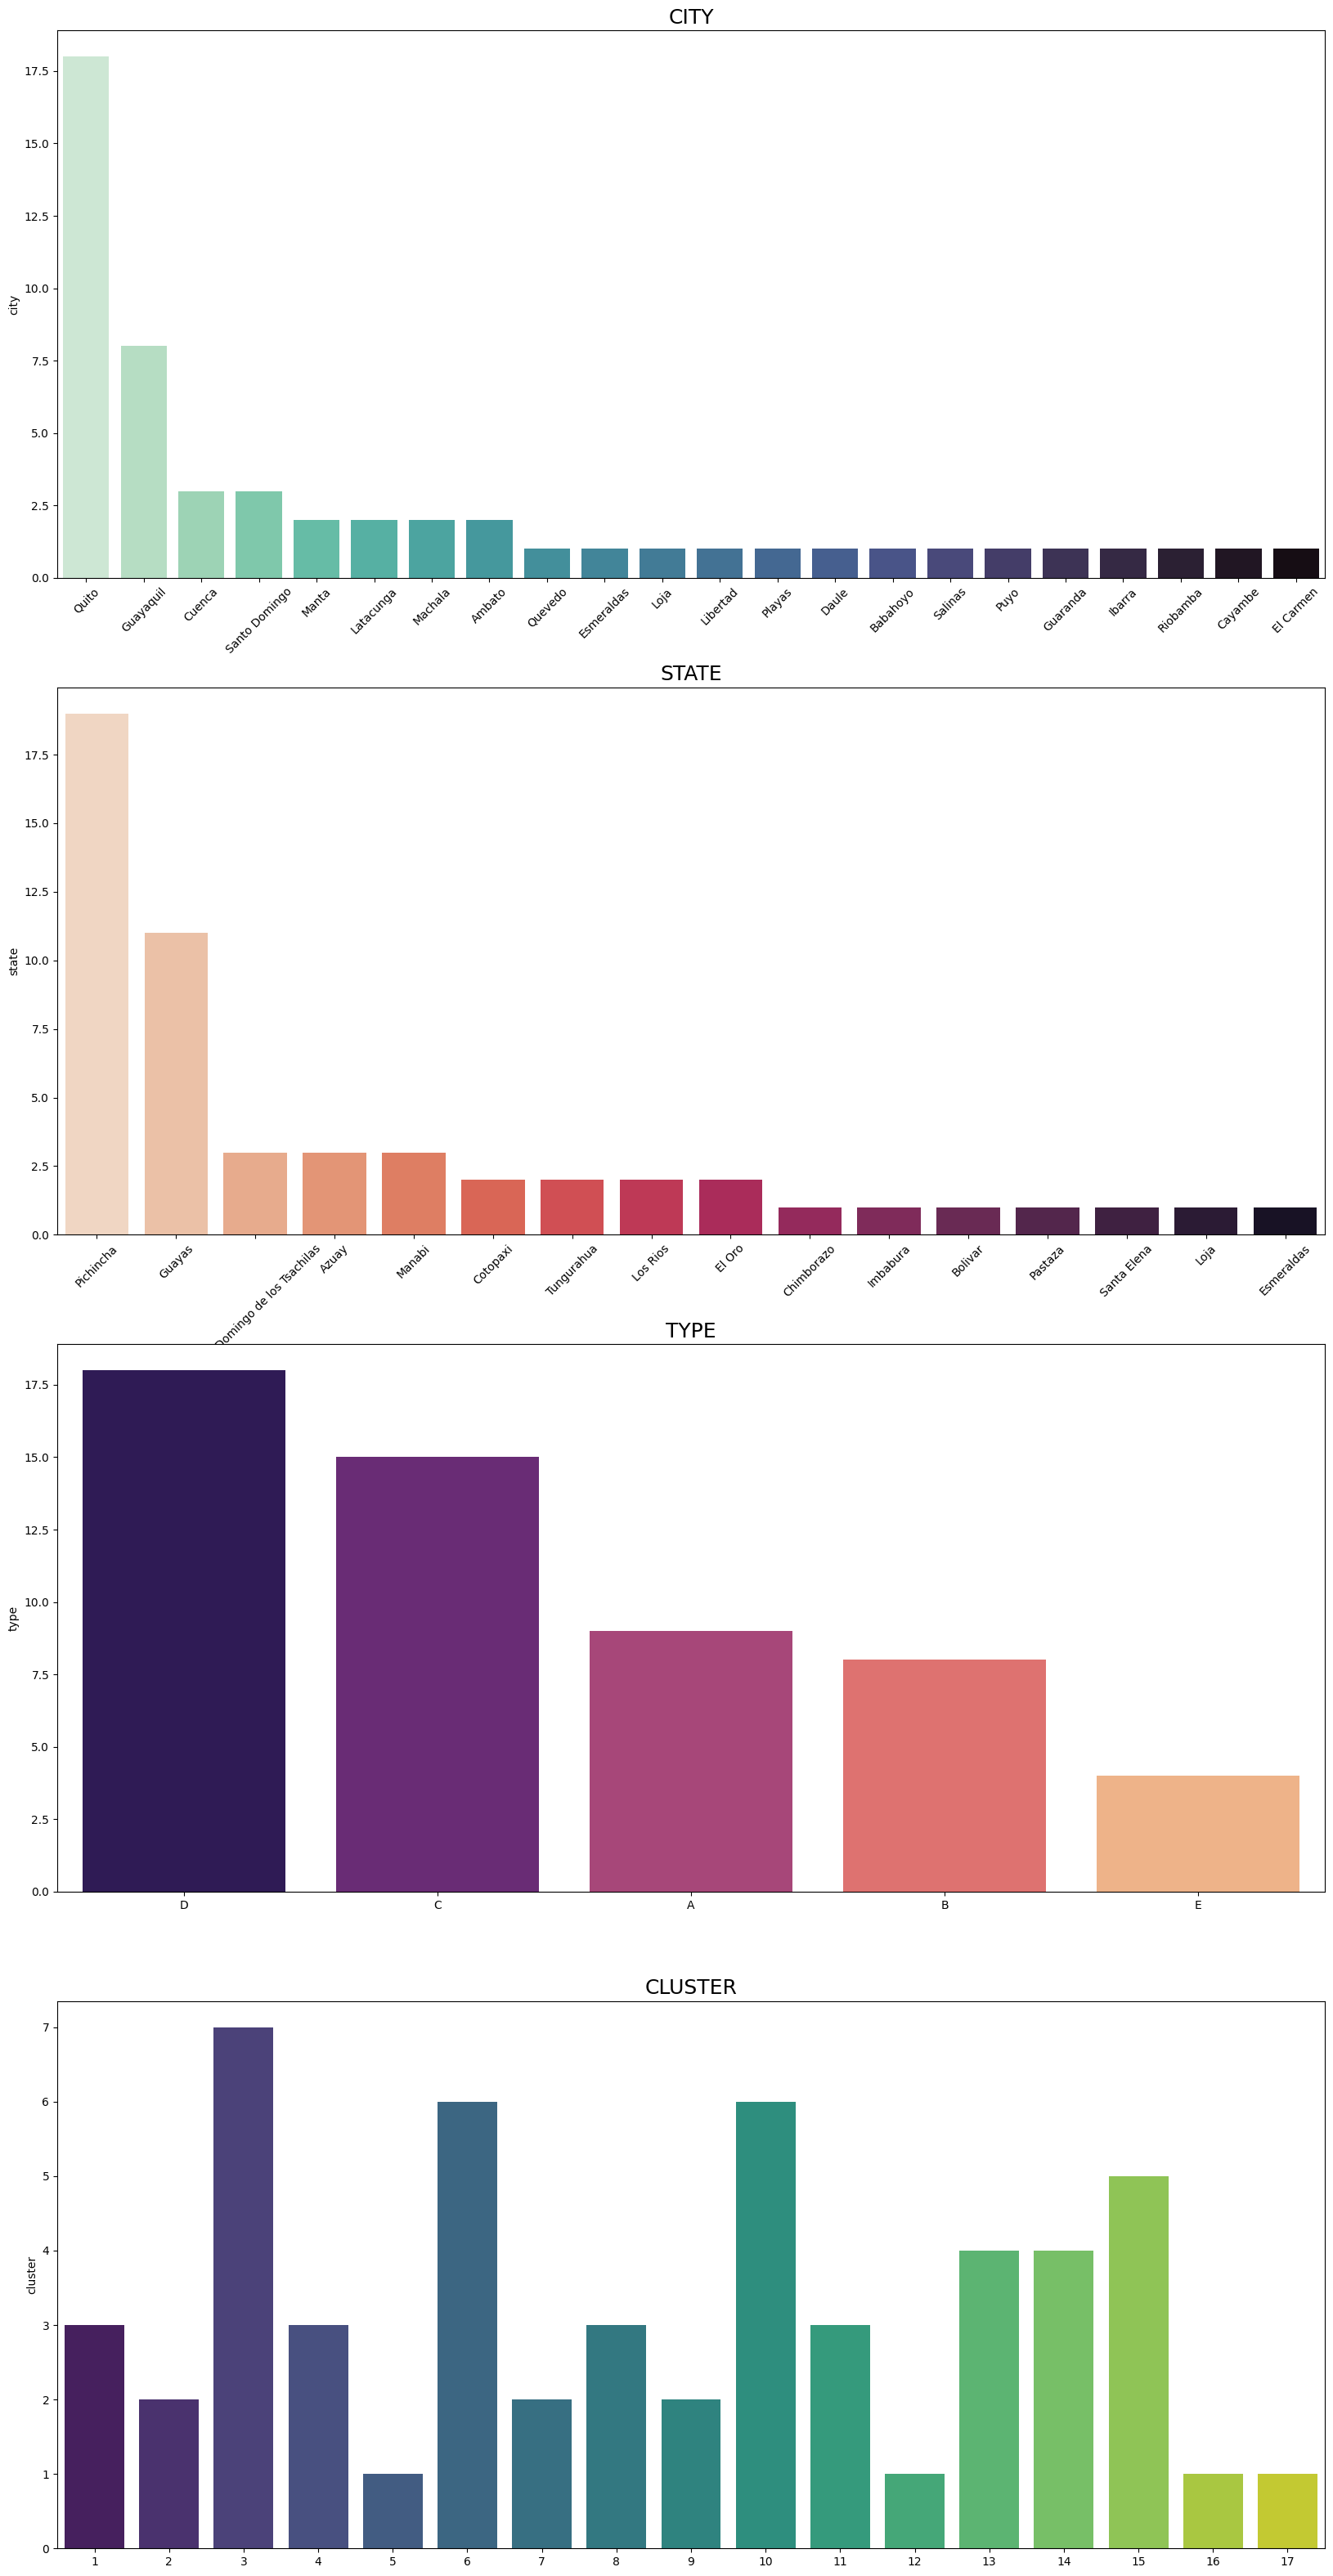 CITY
17.5
15.0
12.5
10.0
7.5
5.0
2.5
0.0
city
Quito Guayaquil Cuenca Santo Domingo Manta Latacunga Machala Ambato Quevedo Esmeraldas Loja Libertad Playas Daule Babahoyo Salinas Puyo Guaranda Ibarra Riobamba Cayambe El Carmen
STATE
17.5
15.0
12.5
10.0
7.5
5.0
2.5
0.0
state
Pichincha Guayas Domingo de los Tsachilas Azuay Manabi Cotopaxi Tungurahua Los Rios El Oro Chimborazo Imbabura Bolivar Pastaza Santa Elena Loja Esmeraldas
TYPE
17.5
15.0
12.5
10.0
7.5
5.0
2.5
0.0
type
D C A B E
CLUSTER
7
6
5
4
3
2
1
0
cluster
1 2 3 4 5 6 7 8 9 10 11 12 13 14 15 16 17